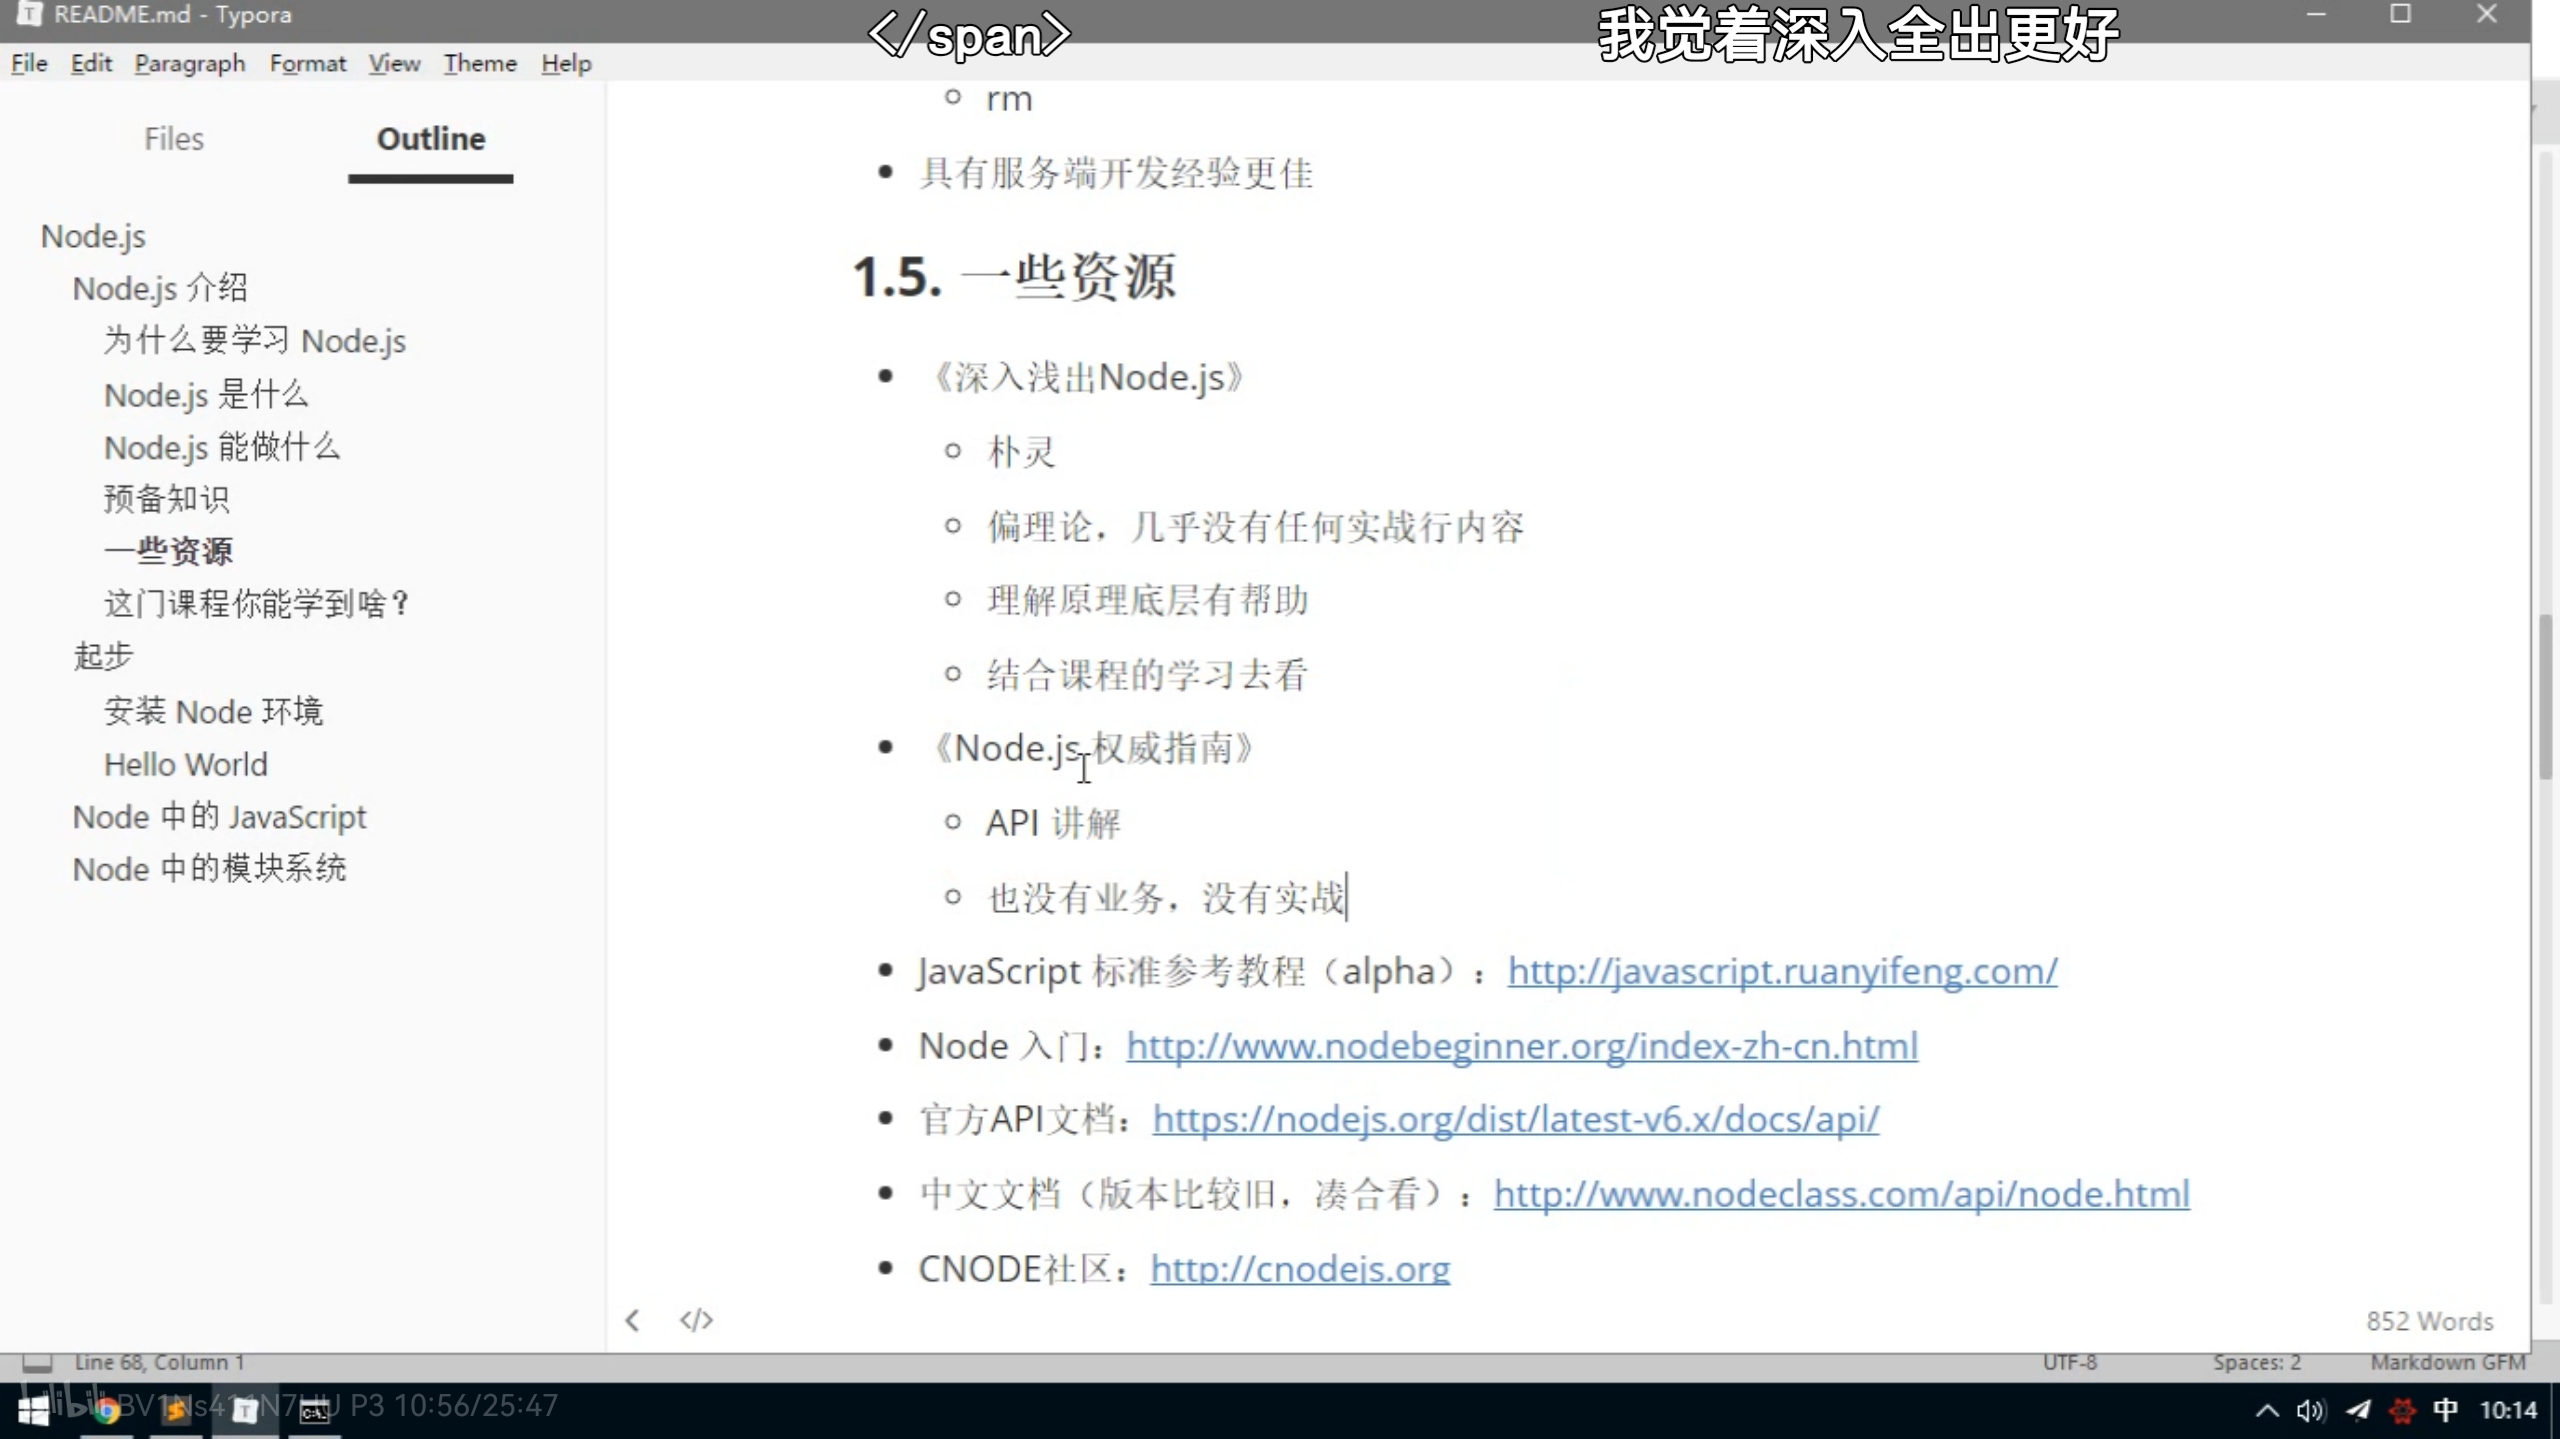 README.md - Typora
</span>
我觉着深入全出更好
File Edit Paragraph Format View Theme Help
Files Outline
Node.js
Node.js 介绍
为什么要学习 Node.js
Node.js 是什么
Node.js 能做什么
预备知识
一些资源
这门课程你能学到啥？
起步
安装 Node 环境
Hello World
Node 中的 JavaScript
Node 中的模块系统
rm
具有服务端开发经验更佳
1.5. 一些资源
《深入浅出Node.js》
朴灵
偏理论，几乎没有任何实战行内容
理解原理底层有帮助
结合课程的学习去看
《Node.js 权威指南》
API 讲解
也没有业务，没有实战
JavaScript 标准参考教程（alpha）：http://javascript.ruanyifeng.com/
Node 入门：http://www.nodebeginner.org/index-zh-cn.html
官方API文档：https://nodejs.org/dist/latest-v6.x/docs/api/
中文文档（版本比较旧，凑合看）：http://www.nodeclass.com/api/node.html
CNODE社区：http://cnodejs.org
852 Words
Line 68, Column 1 UTF-8 Spaces: 2 Markdown GFM
P3 10:56/25:47
中 10:14